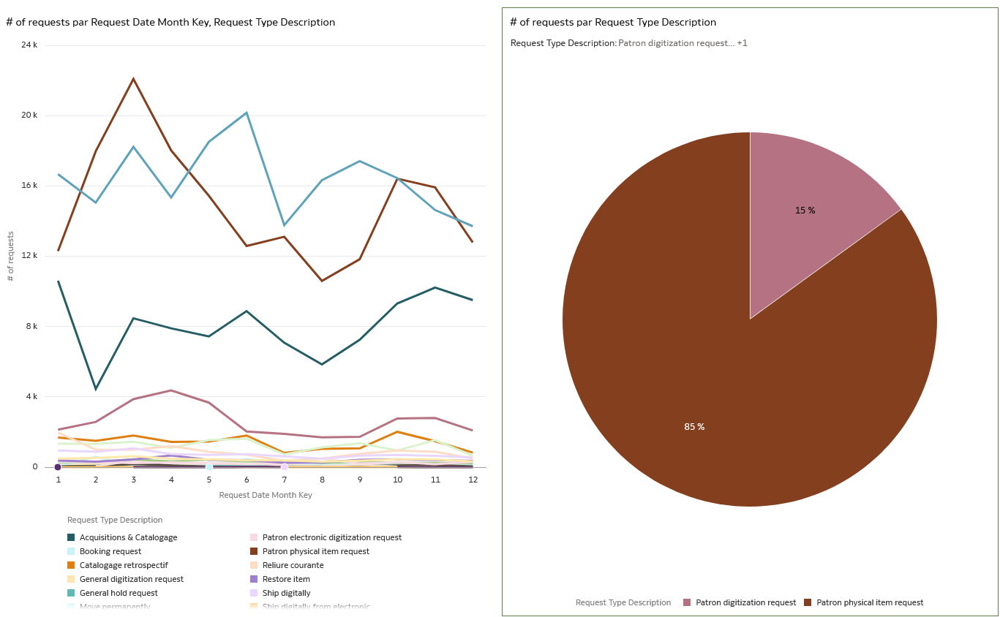 # of requests par Request Date Month Key, Request Type Description
24 k
20 k
16 k
12 k
8 k
4 k
0
# of requests
1 2 3 4 5 6 7 8 9 10 11 12
Request Date Month Key
Request Type Description
Acquisitions & Catalogage
Patron electronic digitization request
Booking request
Patron physical item request
Catalogage retrospectif
Reliure courante
General digitization request
Restore item
General hold request
Ship digitally
Move permanently
Ship digitally from electronic
# of requests par Request Type Description
Request Type Description: Patron digitization request... +1
15 %
85 %
Request Type Description Patron digitization request Patron physical item request